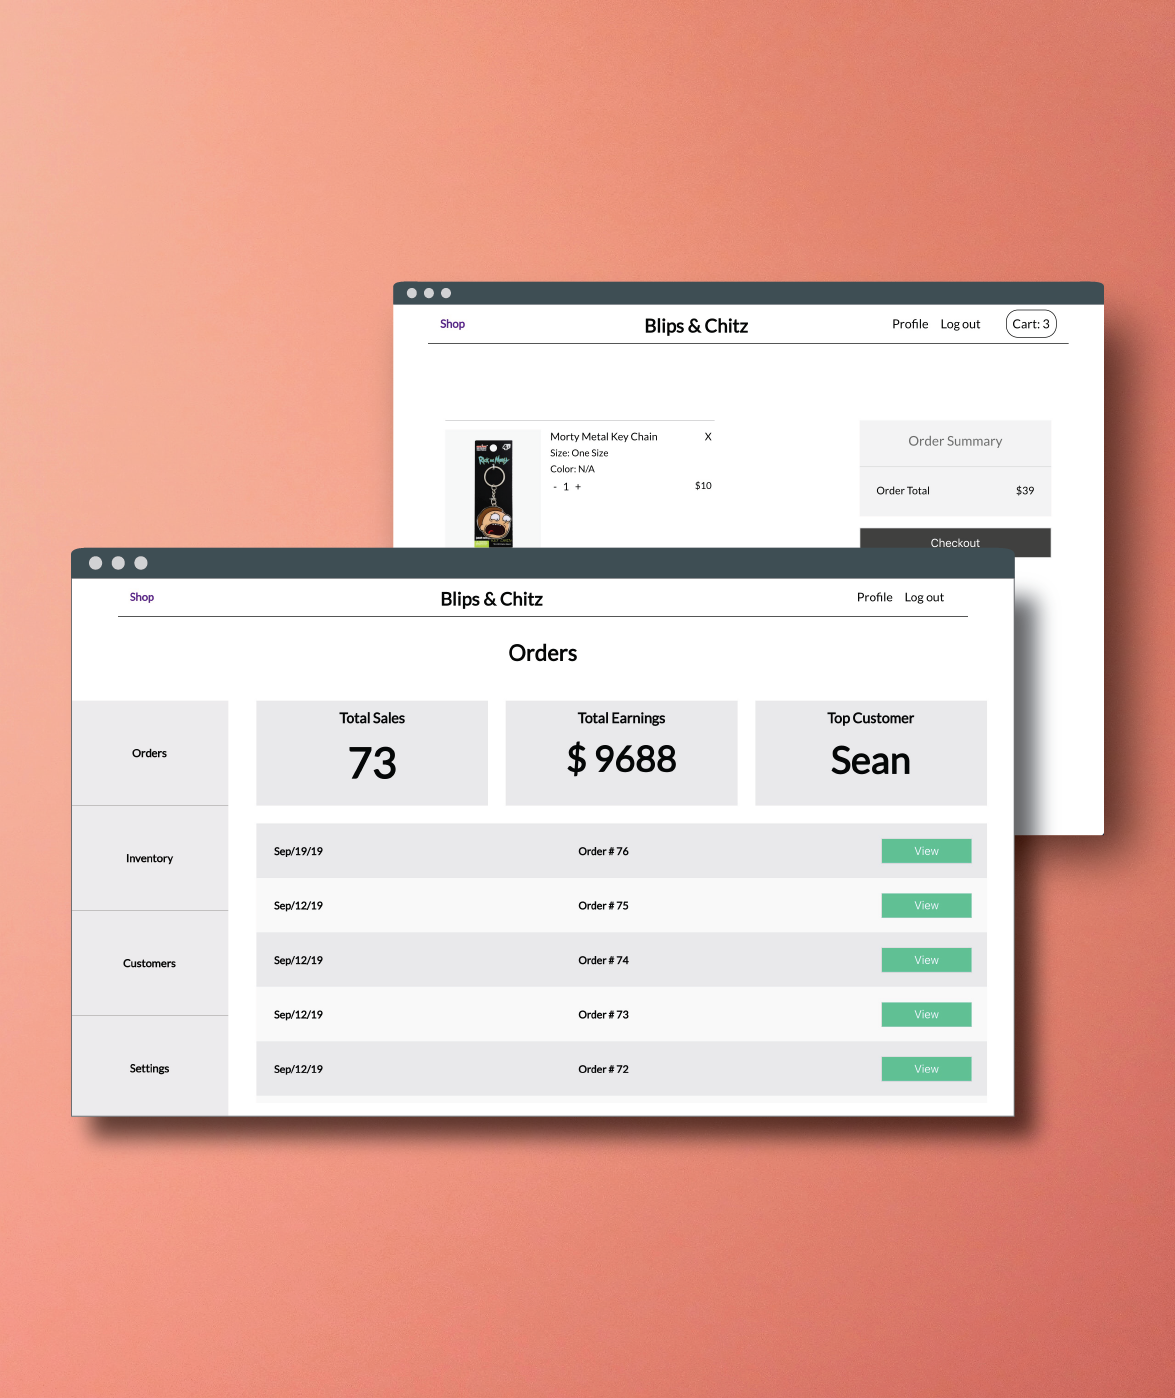 Shop
Blips & Chitz
Profile
Log out
Cart: 3
Morty Metal Key Chain
X
Size: One Size
Color: N/A
- 1 +
$10
Rick and Morty
Order Summary
Order Total
$39
Checkout
Shop
Blips & Chitz
Profile
Log out
Orders
Orders
Inventory
Customers
Settings
Total Sales
73
Total Earnings
$ 9688
Top Customer
Sean
Sep/19/19
Order # 76
View
Sep/12/19
Order # 75
View
Sep/12/19
Order # 74
View
Sep/12/19
Order # 73
View
Sep/12/19
Order # 72
View